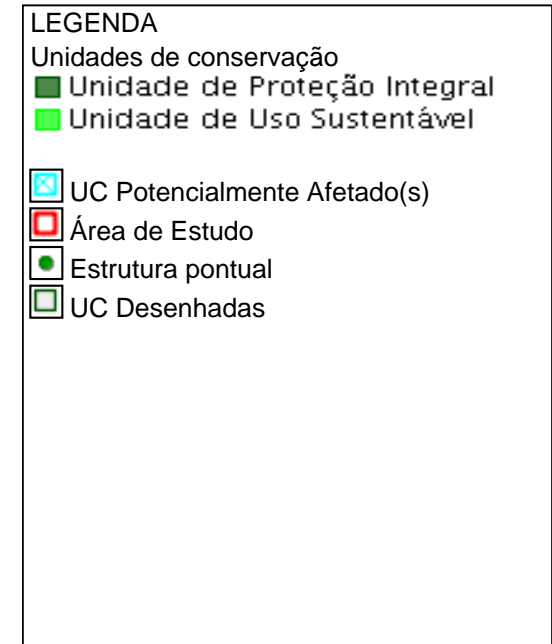 LEGENDA
Unidades de conservação
Unidade de Proteção Integral
Unidade de Uso Sustentável
UC Potencialmente Afetado(s)
Área de Estudo
Estrutura pontual
UC Desenhadas